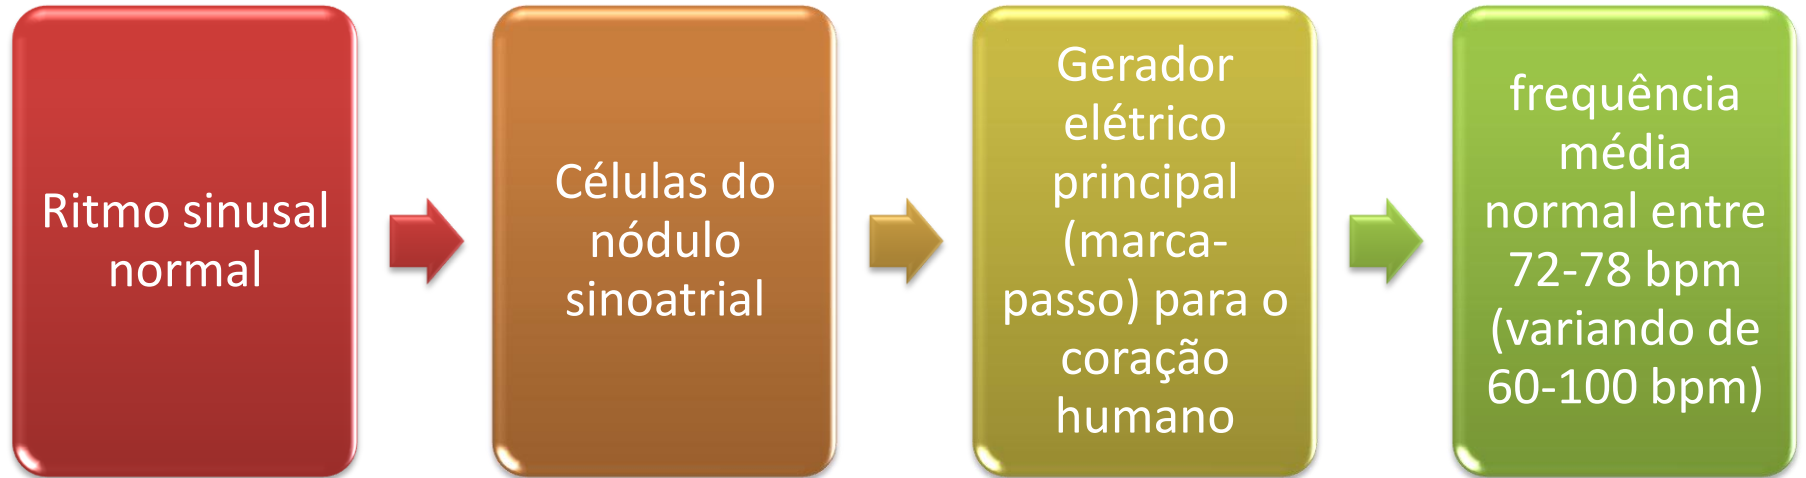 Ritmo sinusal
normal
Células do
nódulo
sinoatrial
Gerador
elétrico
principal
(marca-
passo) para o
coração
humano
frequência
média
normal entre
72-78 bpm
(variando de
60-100 bpm)